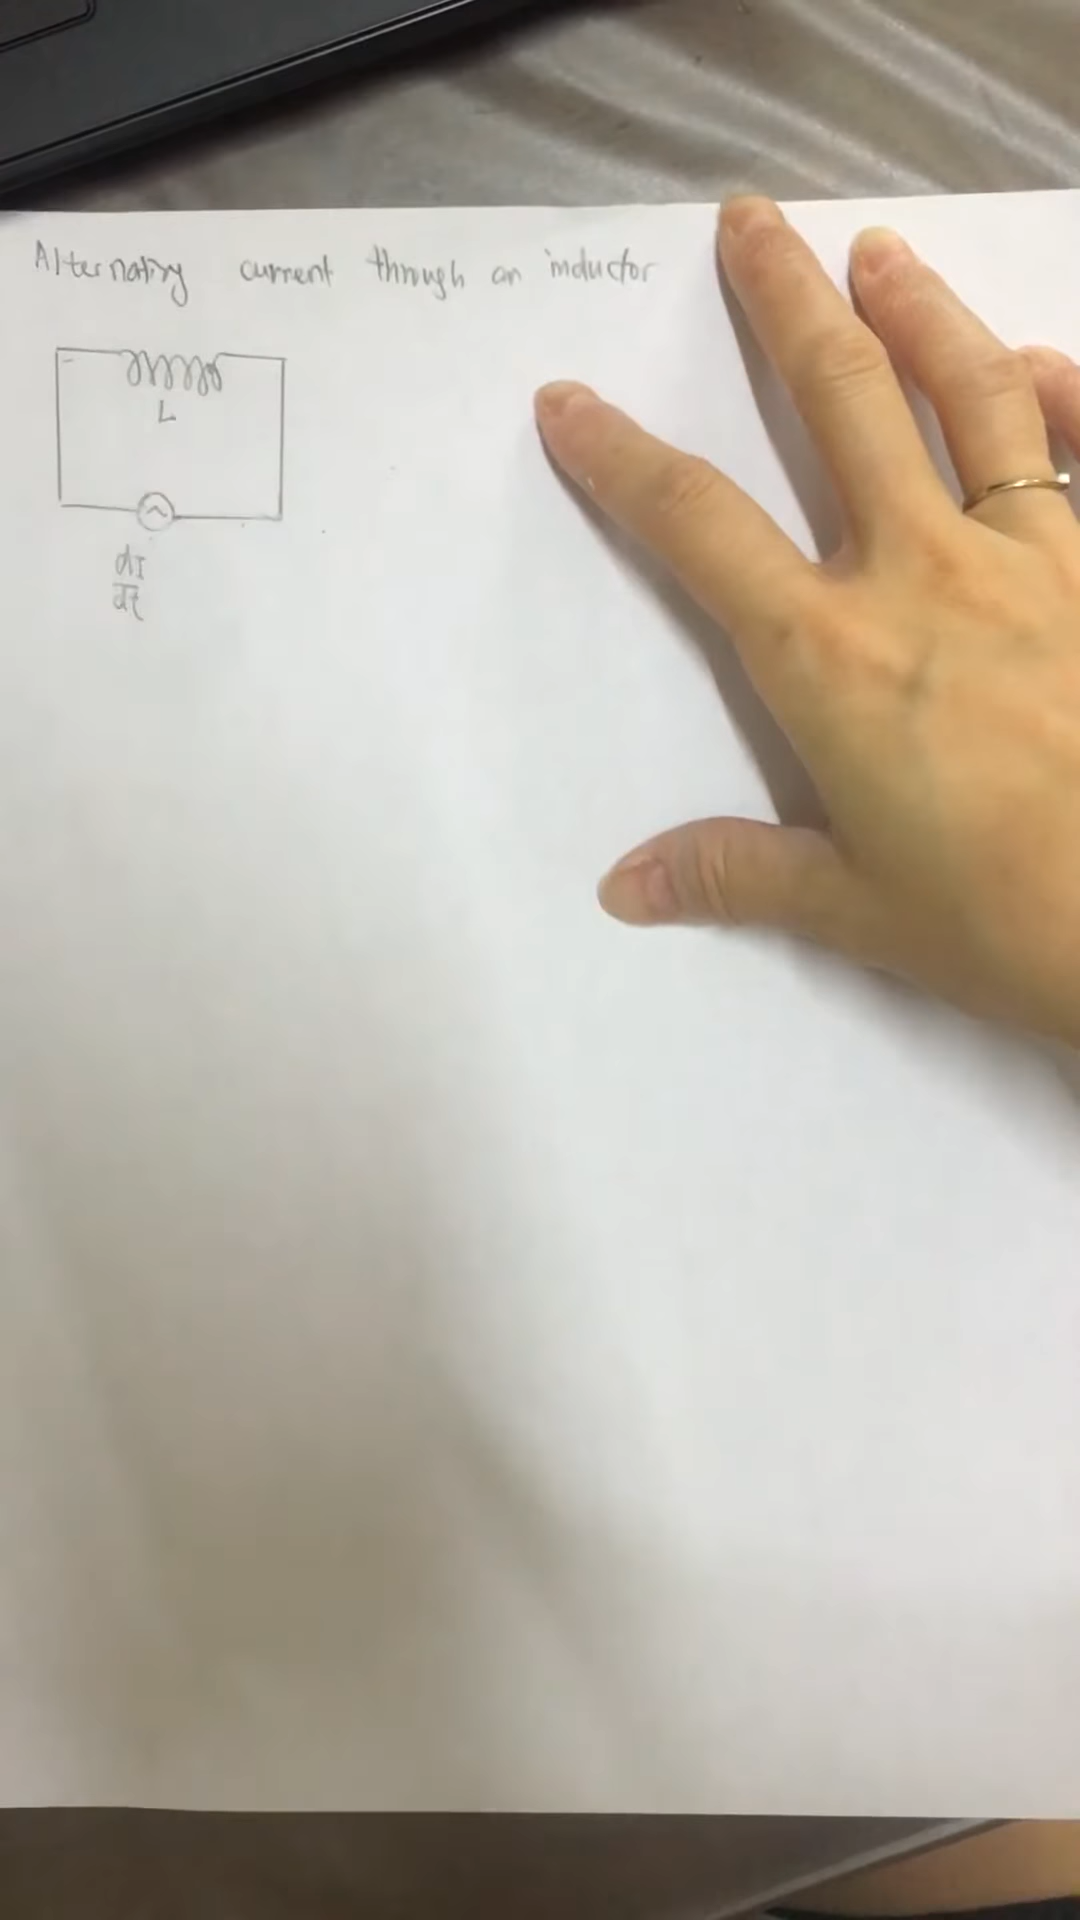 Alternating current through an inductor
L
dI
dt